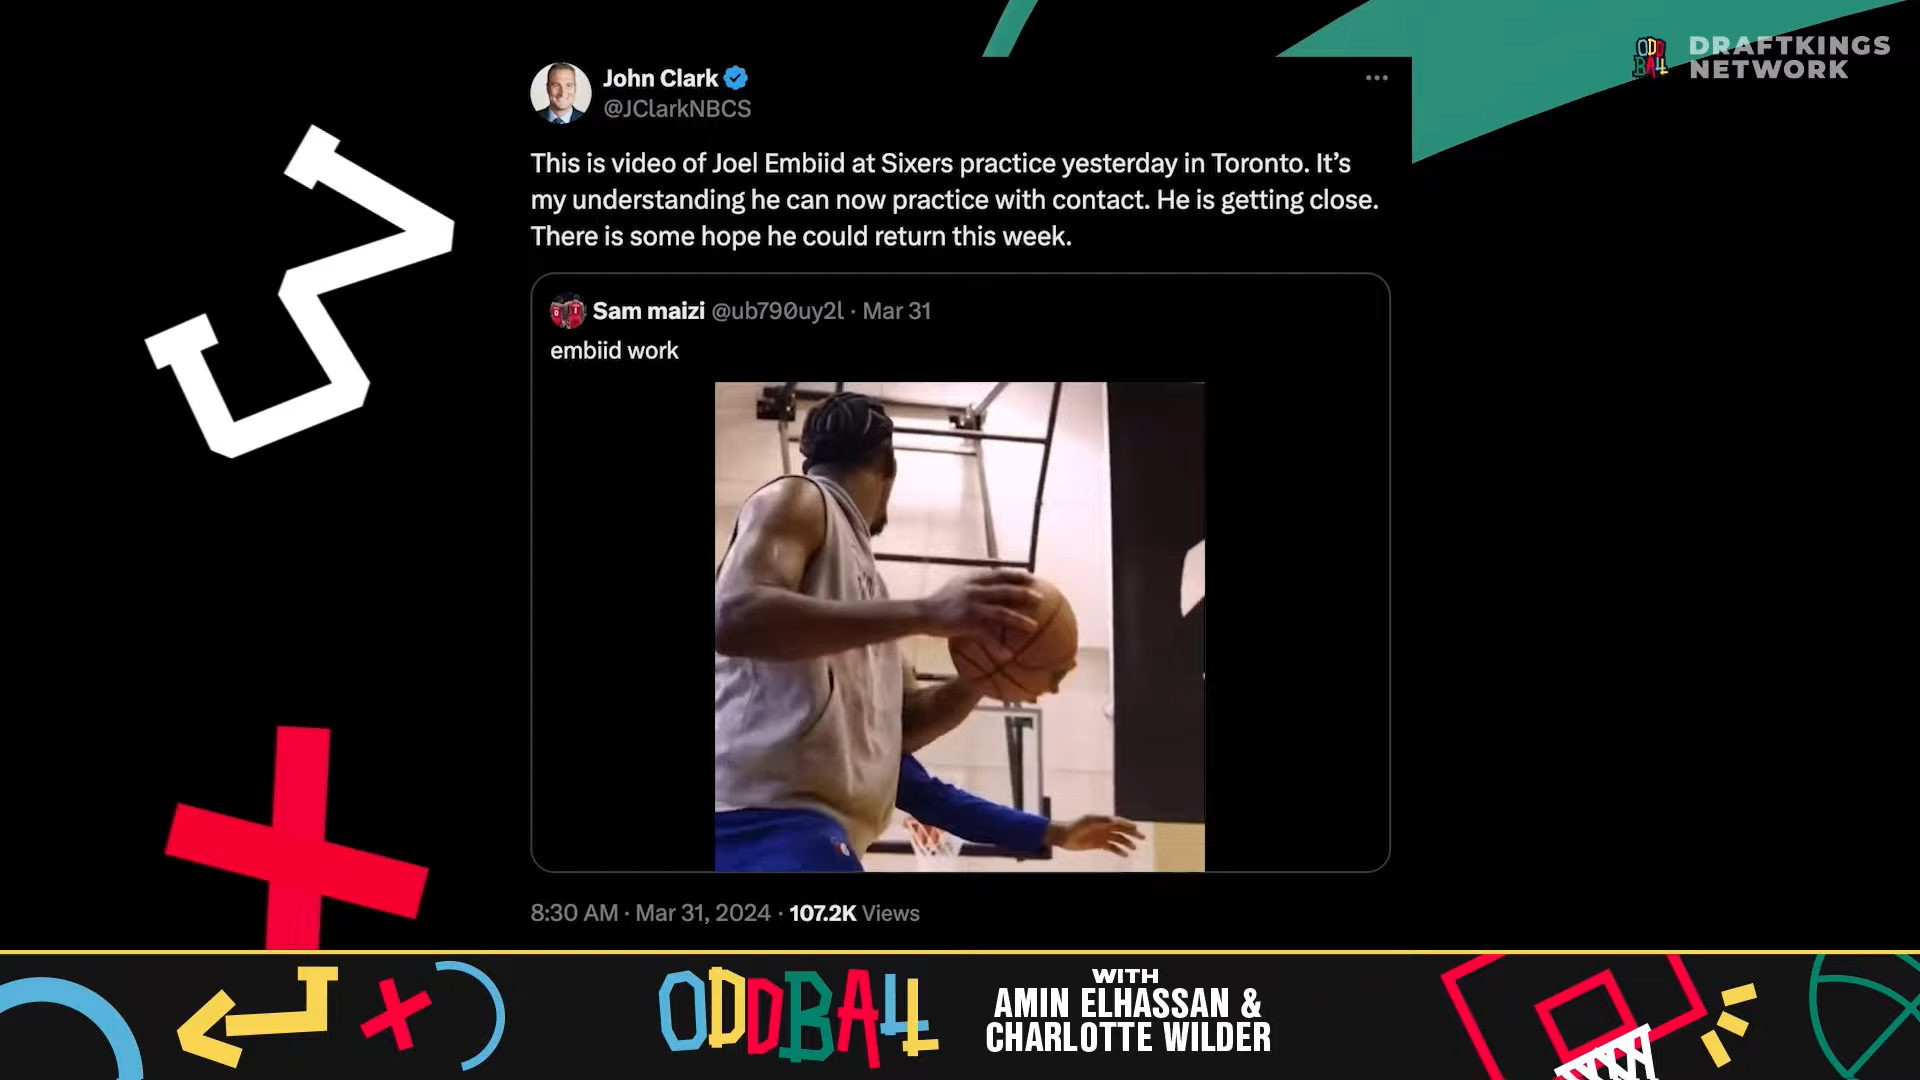 ODD
BALL
DRAFTKINGS
NETWORK
John Clark
@JClarkNBCS
This is video of Joel Embiid at Sixers practice yesterday in Toronto. It’s
my understanding he can now practice with contact. He is getting close.
There is some hope he could return this week.
Sam maizi @ub790uy2l · Mar 31
embiid work
8:30 AM · Mar 31, 2024 · 107.2K Views
ODDBALL
WITH
AMIN ELHASSAN &
CHARLOTTE WILDER